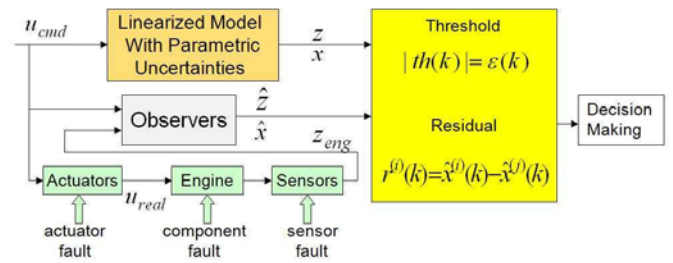 u_cmd
Linearized Model
With Parametric
Uncertainties
z
x
Threshold
| th(k) |= ε(k)
Observers
ẑ
x̂
z_eng
Residual
r^(i)(k)=x̂^(i)(k)−x̂^(j)(k)
Decision
Making
Actuators
u_real
Engine
Sensors
actuator
fault
component
fault
sensor
fault